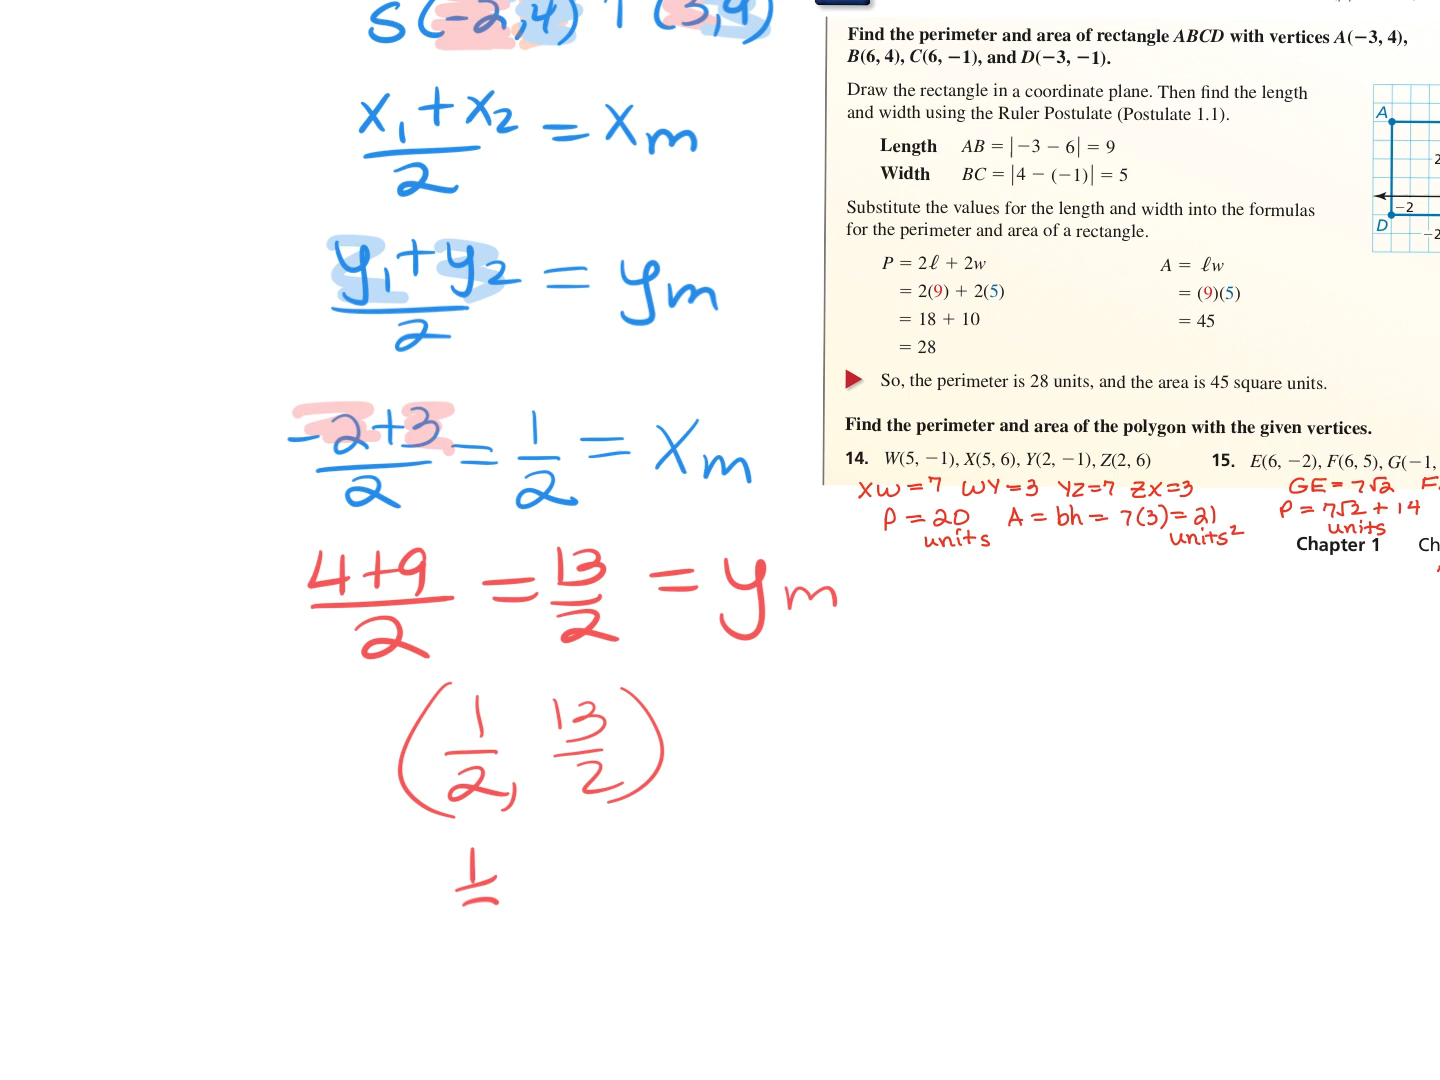 S(-2,4) T(3,9)
x₁+x₂/2 = xm
y₁+y₂/2 = ym
-2+3/2 = 1/2 = xm
4+9/2 = 13/2 = ym
(1/2, 13/2)
1
Find the perimeter and area of rectangle ABCD with vertices A(−3, 4),
B(6, 4), C(6, −1), and D(−3, −1).
Draw the rectangle in a coordinate plane. Then find the length
and width using the Ruler Postulate (Postulate 1.1).
Length AB = |−3 − 6| = 9
Width BC = |4 − (−1)| = 5
Substitute the values for the length and width into the formulas
for the perimeter and area of a rectangle.
P = 2ℓ + 2w A = ℓw
= 2(9) + 2(5) = (9)(5)
= 18 + 10 = 45
= 28
So, the perimeter is 28 units, and the area is 45 square units.
A
2
−2
D
−2
Find the perimeter and area of the polygon with the given vertices.
14. W(5, −1), X(5, 6), Y(2, −1), Z(2, 6) 15. E(6, −2), F(6, 5), G(−1,
XW=7 WY=3 YZ=7 ZX=3 GE=7√2 F
P=20 A=bh=7(3)=21 P=7√2+14
units units² units
Chapter 1 Ch